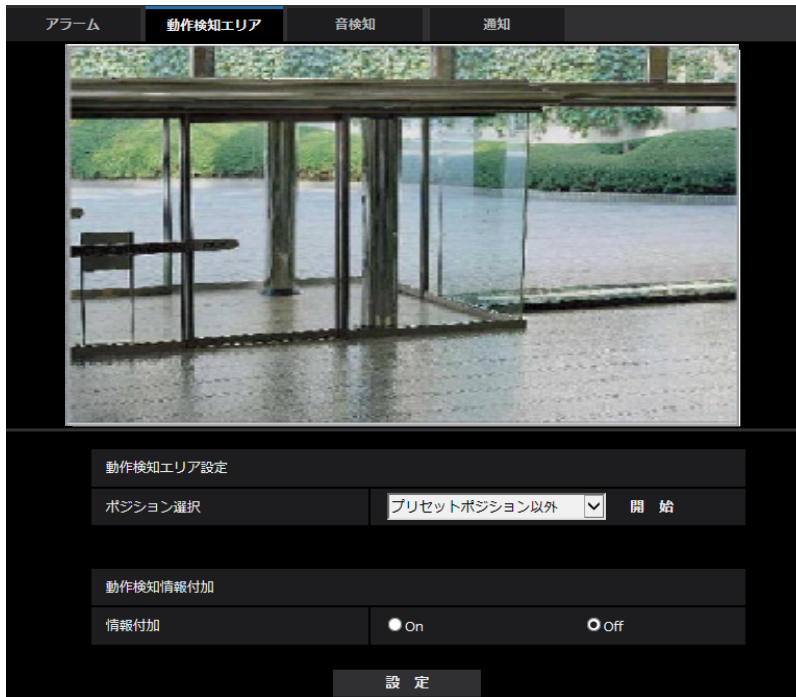 アラーム 動作検知エリア 音検知 通知
動作検知エリア設定
ポジション選択 プリセットポジション以外 開 始
動作検知情報付加
情報付加 On Off
設 定